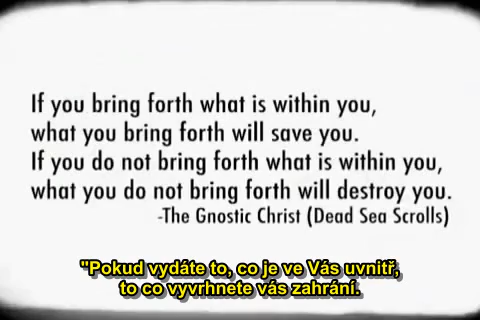 If you bring forth what is within you,
what you bring forth will save you.
If you do not bring forth what is within you,
what you do not bring forth will destroy you.
-The Gnostic Christ (Dead Sea Scrolls)
"Pokud vydáte to, co je ve Vás uvnitř,
to co vyvrhnete vás zahrání.